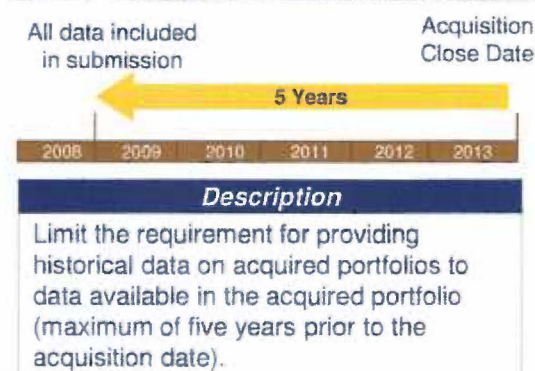 All data included
in submission
Acquisition
Close Date
5 Years
2008 2009 2010 2011 2012 2013
Description
Limit the requirement for providing
historical data on acquired portfolios to
data available in the acquired portfolio
(maximum of five years prior to the
acquisition date).